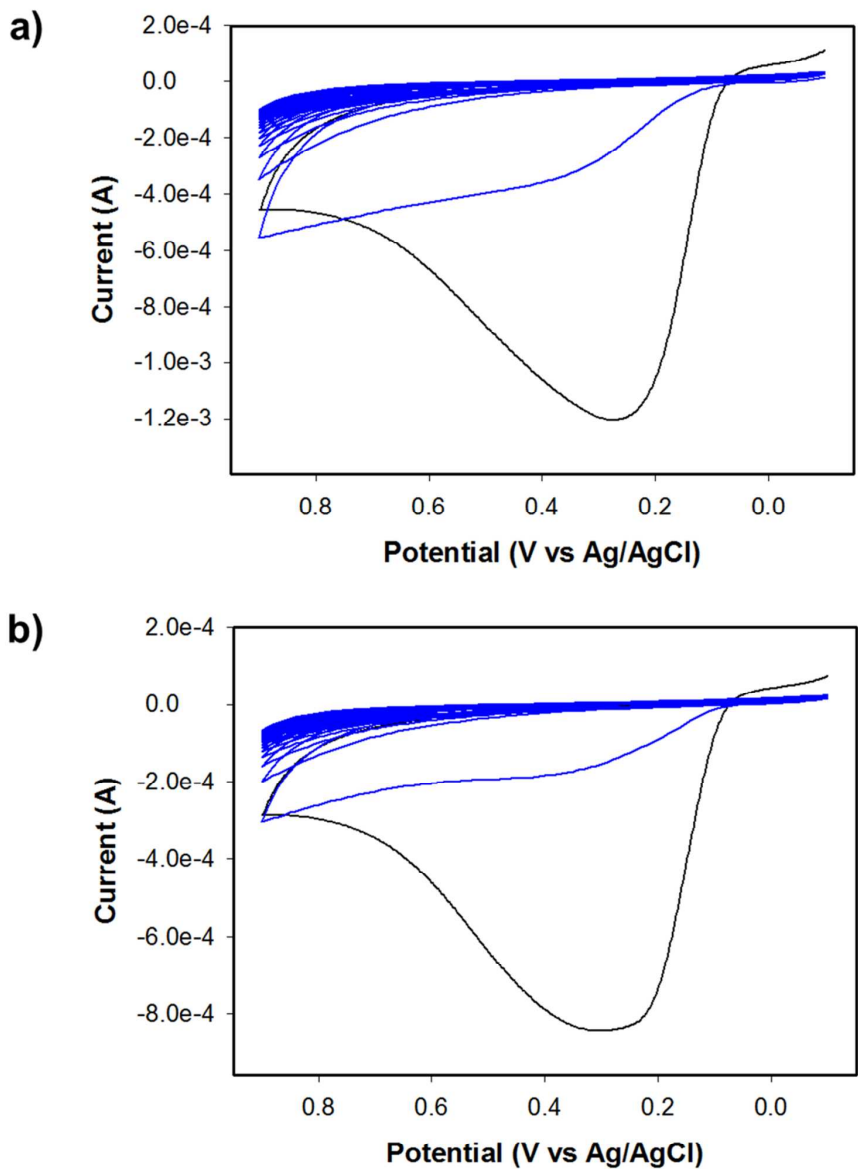 a)
2.0e-4
0.0
-2.0e-4
-4.0e-4
-6.0e-4
-8.0e-4
-1.0e-3
-1.2e-3
Current (A)
0.8 0.6 0.4 0.2 0.0
Potential (V vs Ag/AgCl)
b)
2.0e-4
0.0
-2.0e-4
-4.0e-4
-6.0e-4
-8.0e-4
Current (A)
0.8 0.6 0.4 0.2 0.0
Potential (V vs Ag/AgCl)